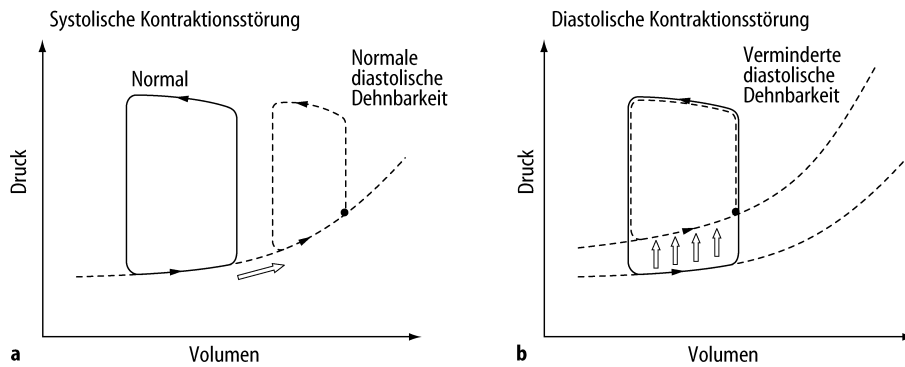 Systolische Kontraktionsstörung
Normal
Normale
diastolische
Dehnbarkeit
Druck
Volumen
a
Diastolische Kontraktionsstörung
Verminderte
diastolische
Dehnbarkeit
Druck
Volumen
b